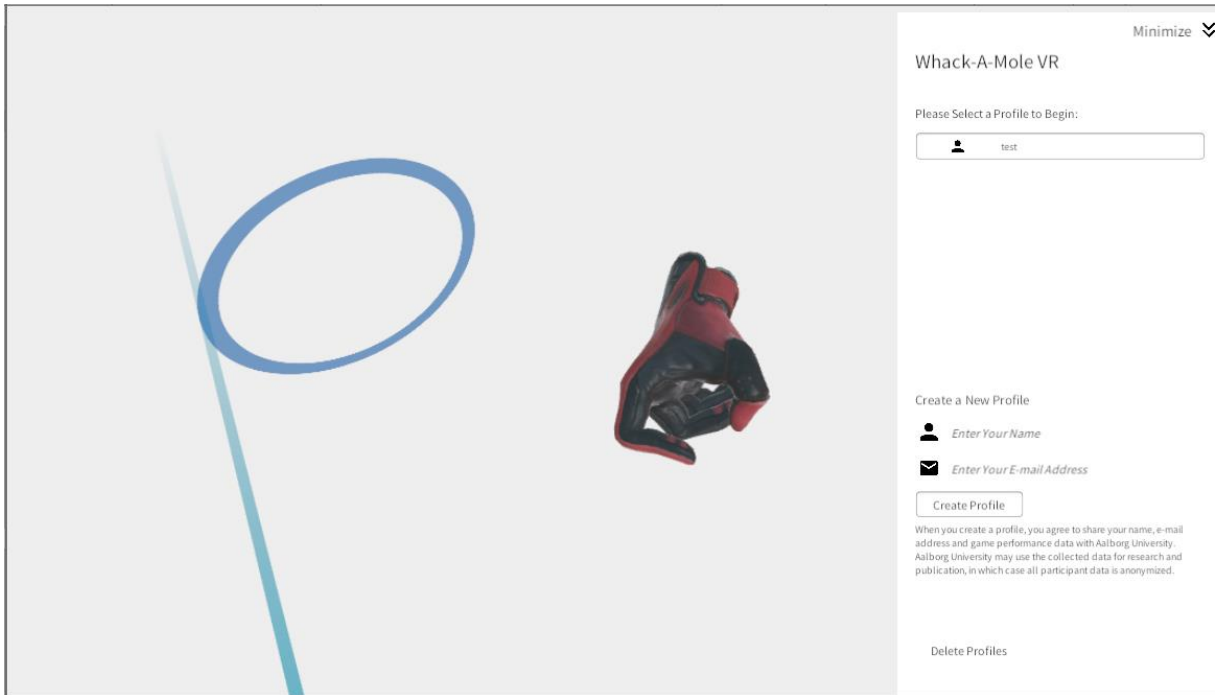 Minimize
Whack-A-Mole VR
Please Select a Profile to Begin:
test
Create a New Profile
Enter Your Name
Enter Your E-mail Address
Create Profile
When you create a profile, you agree to share your name, e-mail
address and game performance data with Aalborg University.
Aalborg University may use the collected data for research and
publication, in which case all participant data is anonymized.
Delete Profiles